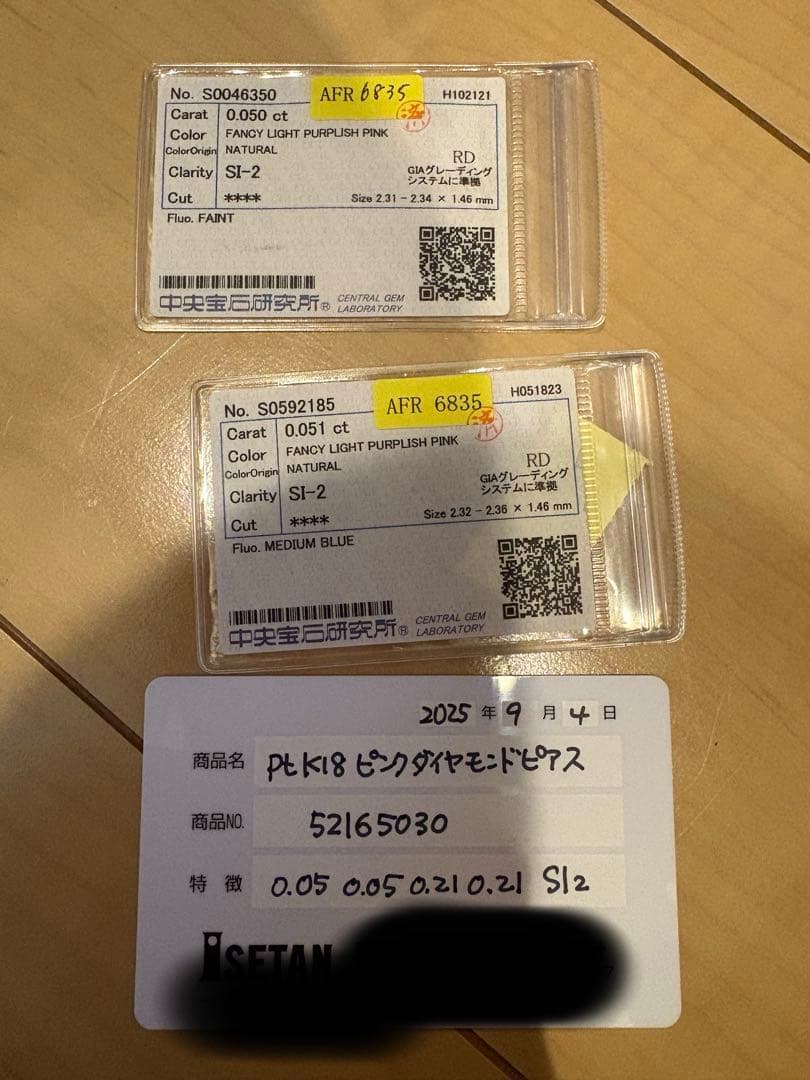 No. S0046350 AFR 6835 H102121
Carat 0.050 ct
Color FANCY LIGHT PURPLISH PINK
ColorOrigin NATURAL
RD
Clarity SI-2 GIAグレーディング
システムに準拠
Cut **** Size 2.31 - 2.34 × 1.46 mm
Fluo. FAINT
中央宝石研究所® CENTRAL GEM
LABORATORY
No. S0592185 AFR 6835 H051823
Carat 0.051 ct
Color FANCY LIGHT PURPLISH PINK
ColorOrigin NATURAL
RD
Clarity SI-2 GIAグレーディング
システムに準拠
Cut **** Size 2.32 - 2.36 × 1.46 mm
Fluo. MEDIUM BLUE
中央宝石研究所® CENTRAL GEM
LABORATORY
2025 年 9 月 4 日
商品名 Pt K18 ピンクダイヤモンドピアス
商品NO. 52165030
特 徴 0.05 0.05 0.21 0.21 SI2
ISETAN